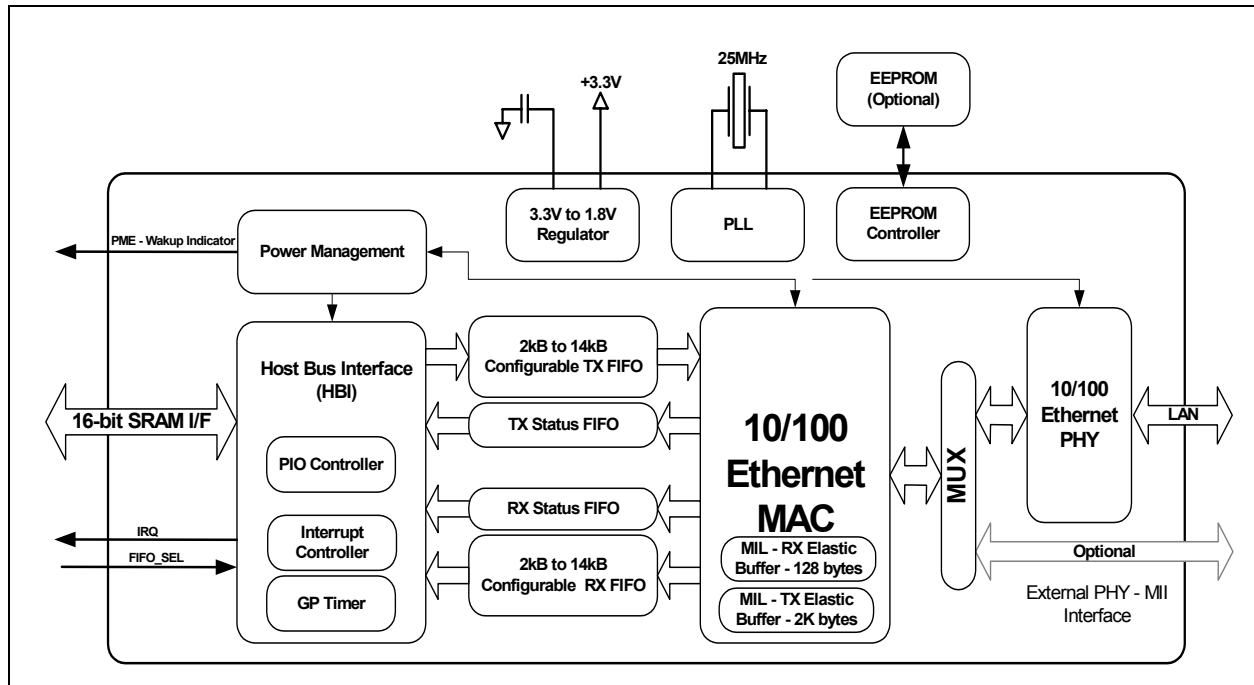 25MHz
+3.3V
EEPROM
(Optional)
3.3V to 1.8V
Regulator
PLL
EEPROM
Controller
PME - Wakup Indicator
Power Management
Host Bus Interface
(HBI)
2kB to 14kB
Configurable TX FIFO
16-bit SRAM I/F
TX Status FIFO
PIO Controller
RX Status FIFO
IRQ
FIFO_SEL
Interrupt
Controller
2kB to 14kB
Configurable RX FIFO
GP Timer
10/100
Ethernet
MAC
MIL - RX Elastic
Buffer - 128 bytes
MIL - TX Elastic
Buffer - 2K bytes
MUX
10/100
Ethernet
PHY
LAN
Optional
External PHY - MII
Interface